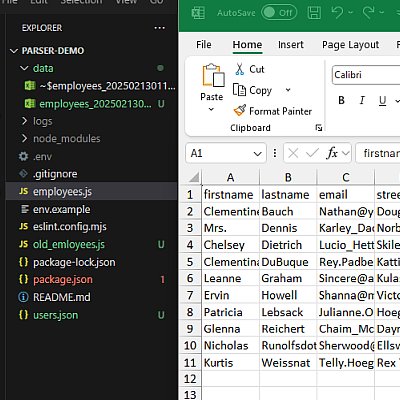 File Edit Selection View
EXPLORER ...
PARSER-DEMO
data
~$employees_20250213011...
employees_202502130... U
logs
node_modules
.env
.gitignore
JS employees.js
env.example
JS eslint.config.mjs
JS old_emloyees.js U
{} package-lock.json
{} package.json 1
README.md
{} users.json U
AutoSave Off
File Home Insert Page Layout
Paste
Cut
Copy
Format Painter
Clipboard
Calibri
B I U
A1 fx firstnam
A B C
1 firstname lastname email stree
2 Clementine Bauch Nathan@y Doug
3 Mrs. Dennis Karley_Dac Norb
4 Chelsey Dietrich Lucio_Hett Skile
5 Clementina DuBuque Rey.Padbe Katti
6 Leanne Graham Sincere@a Kulas
7 Ervin Howell Shanna@m Victo
8 Patricia Lebsack Julianne.O Hoeg
9 Glenna Reichert Chaim_Mc Dayn
10 Nicholas Runolfsdot Sherwood@ Ellsw
11 Kurtis Weissnat Telly.Hoeg Rex
12
13